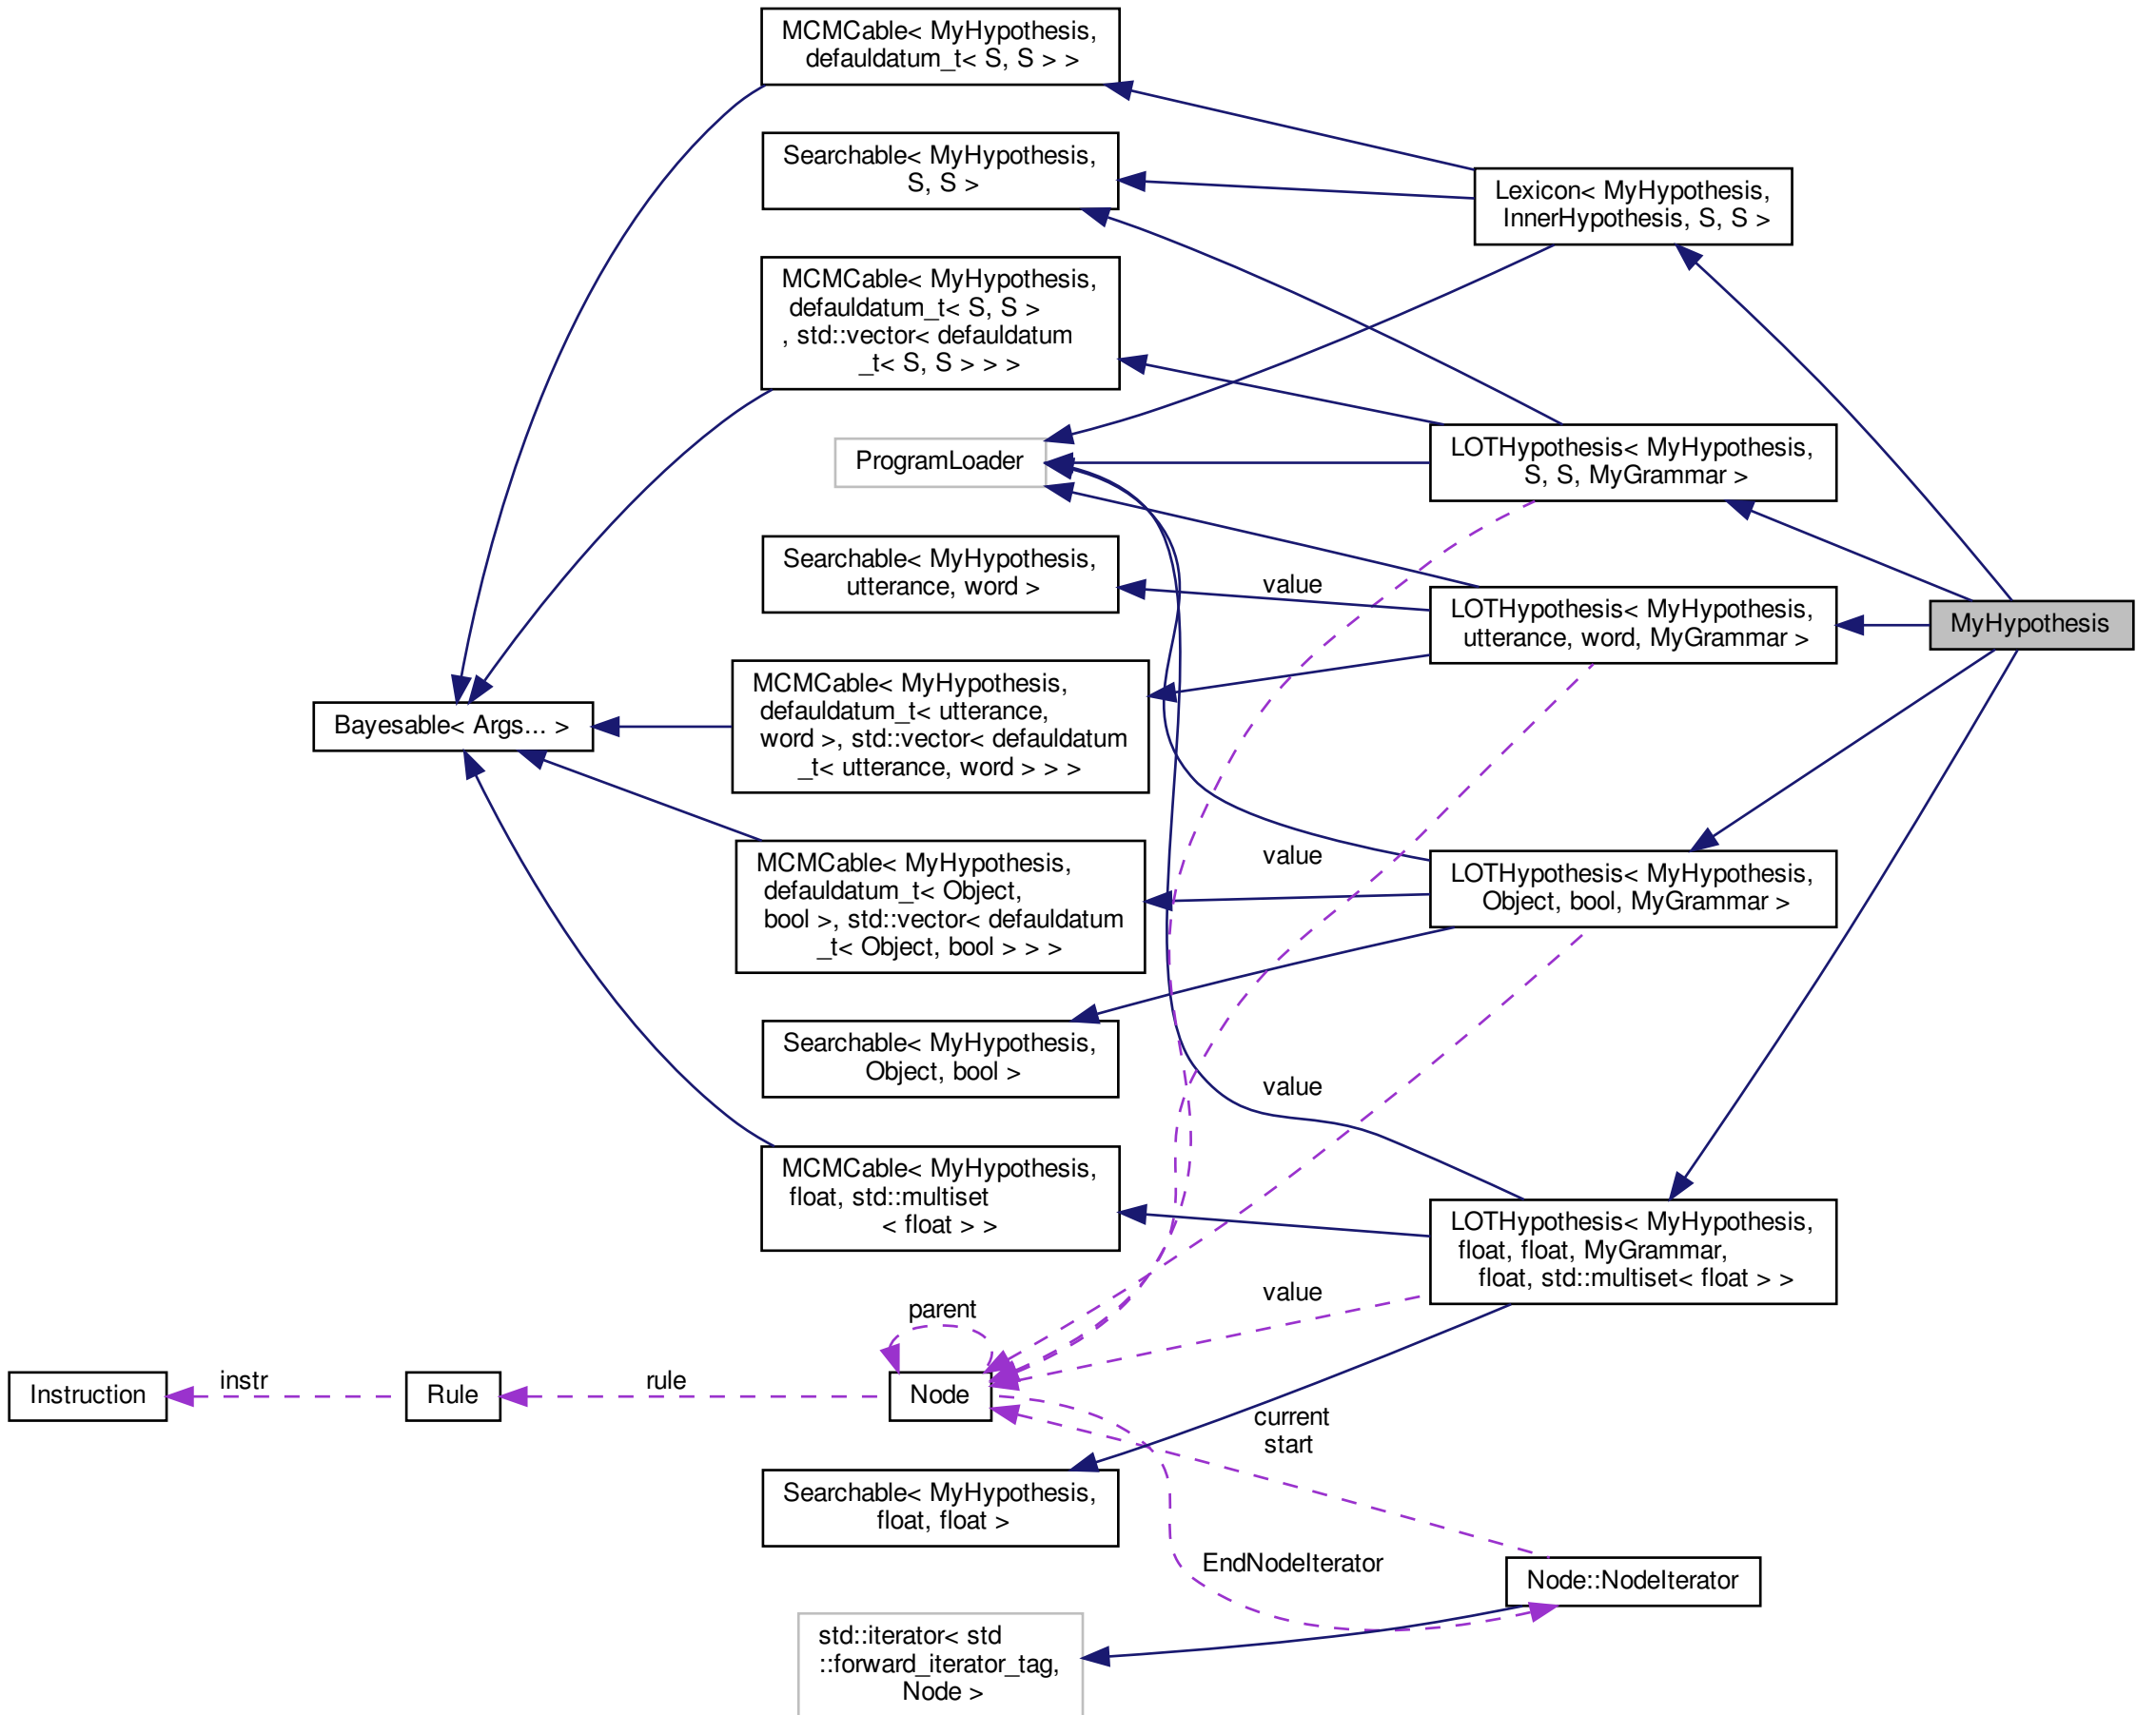 MCMCable< MyHypothesis,
defauldatum_t< S, S > >
Searchable< MyHypothesis,
S, S >
Lexicon< MyHypothesis,
InnerHypothesis, S, S >
MCMCable< MyHypothesis,
defauldatum_t< S, S >
, std::vector< defauldatum
_t< S, S > > >
ProgramLoader
LOTHypothesis< MyHypothesis,
S, S, MyGrammar >
Searchable< MyHypothesis,
utterance, word >
value
LOTHypothesis< MyHypothesis,
utterance, word, MyGrammar >
MyHypothesis
Bayesable< Args... >
MCMCable< MyHypothesis,
defauldatum_t< utterance,
word >, std::vector< defauldatum
_t< utterance, word > > >
value
MCMCable< MyHypothesis,
defauldatum_t< Object,
bool >, std::vector< defauldatum
_t< Object, bool > > >
LOTHypothesis< MyHypothesis,
Object, bool, MyGrammar >
Searchable< MyHypothesis,
Object, bool >
value
MCMCable< MyHypothesis,
float, std::multiset
< float > >
LOTHypothesis< MyHypothesis,
float, float, MyGrammar,
float, std::multiset< float > >
value
parent
Instruction
instr
Rule
rule
Node
current
start
Searchable< MyHypothesis,
float, float >
EndNodeIterator
Node::NodeIterator
std::iterator< std
::forward_iterator_tag,
Node >